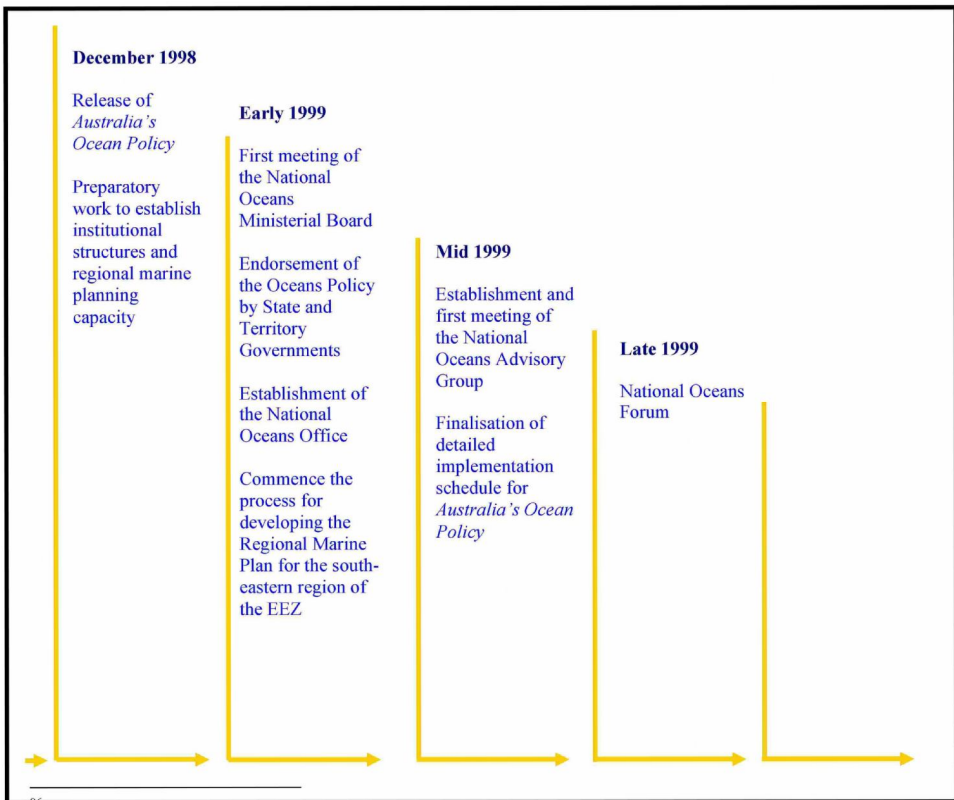 December 1998
Release of
Australia's
Ocean Policy
Preparatory
work to establish
institutional
structures and
regional marine
planning
capacity
Early 1999
First meeting of
the National
Oceans
Ministerial Board
Endorsement of
the Oceans Policy
by State and
Territory
Governments
Establishment of
the National
Oceans Office
Commence the
process for
developing the
Regional Marine
Plan for the south-
eastern region of
the EEZ
Mid 1999
Establishment and
first meeting of
the National
Oceans Advisory
Group
Finalisation of
detailed
implementation
schedule for
Australia's Ocean
Policy
Late 1999
National Oceans
Forum